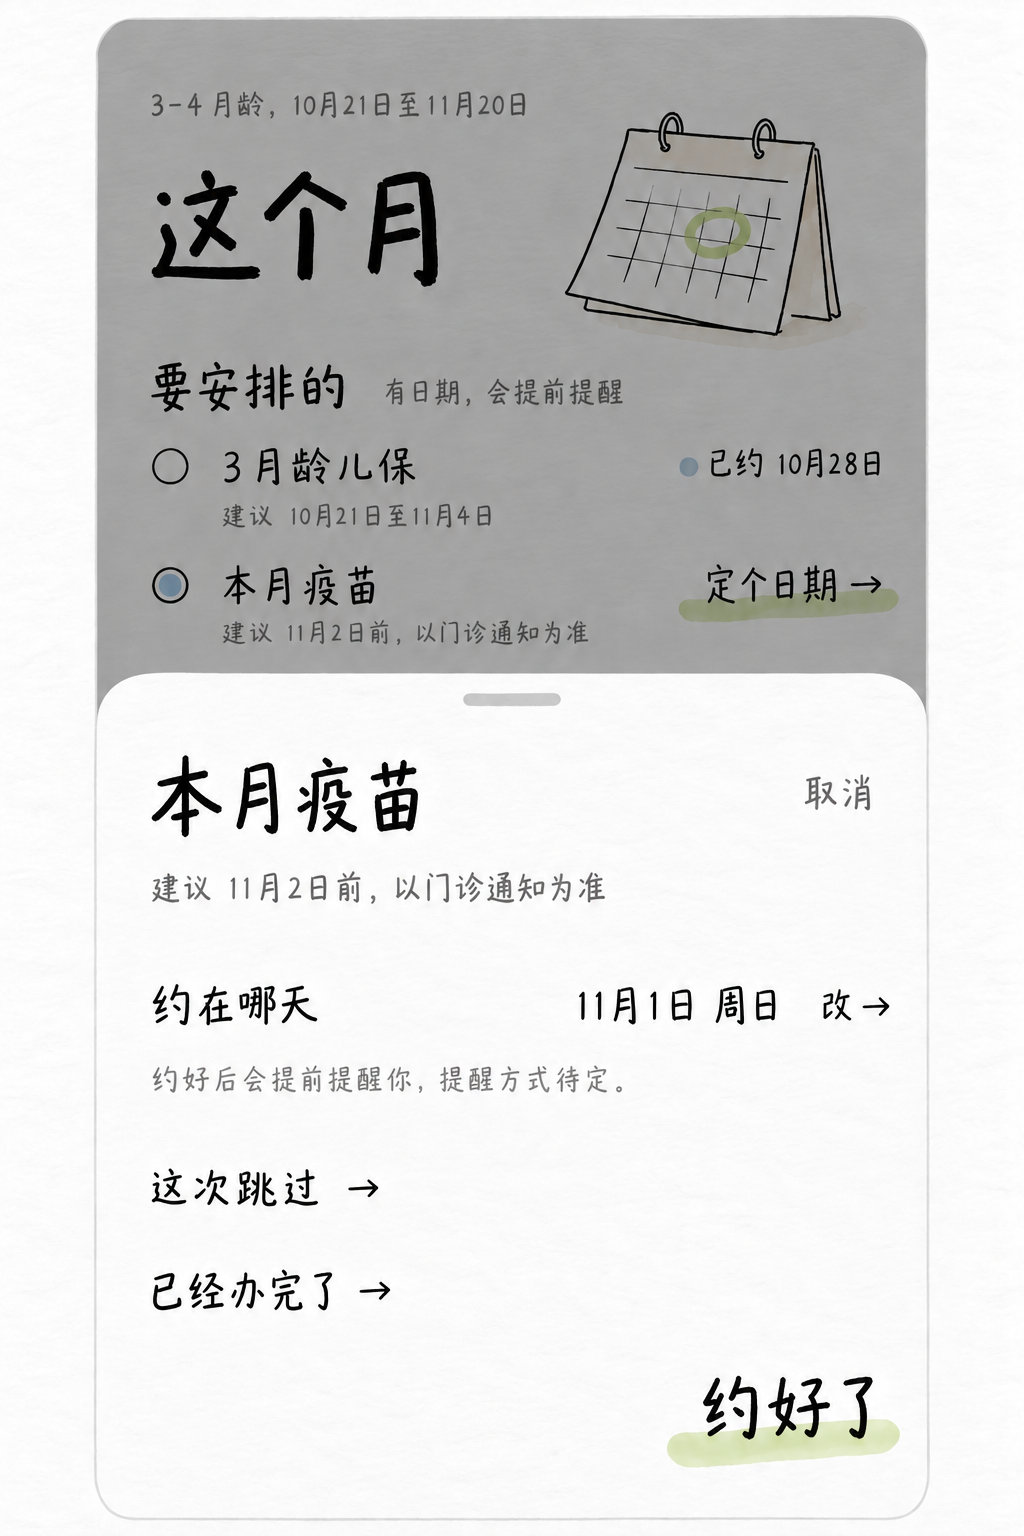 3-4 月龄，10月21日至11月20日
这个月
要安排的 有日期，会提前提醒
3 月龄儿保 已约 10月28日
建议 10月21日至11月4日
本月疫苗 定个日期 →
建议 11月2日前，以门诊通知为准
本月疫苗 取消
建议 11月2日前，以门诊通知为准
约在哪天 11月1日 周日 改→
约好后会提前提醒你，提醒方式待定。
这次跳过 →
已经办完了 →
约好了